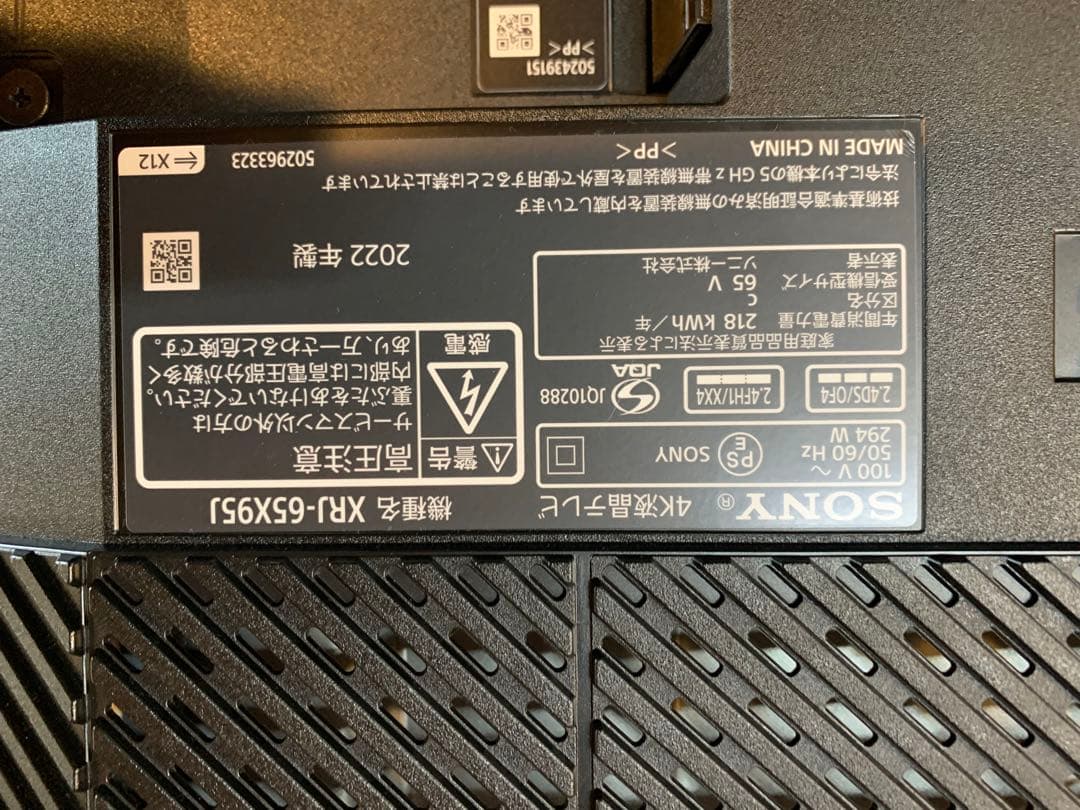 SONY® 4K液晶テレビ 機種名 XRJ-65X95J
100 V ～
50/60 Hz
294 W
PS
E
SONY
2.4DS/OF4
2.4FH1/XX4
JQA
JQ10288
警告 高圧注意
感電
サービスマン以外の方は
裏ぶたをあけないでください。
内部には高電圧部分が数多く
あり、万一さわると危険です。
家庭用品品質表示法による表示
年間消費電力量 218 kWh／年
区分名 C
受信機型サイズ 65 V
表示者 ソニー株式会社
2022 年製
技術基準適合証明済みの無線装置を内蔵しています
法令により本機の5 GHz 帯無線装置を屋外で使用することは禁止されています
MADE IN CHINA >PP< 502963323 ⇐ X12
502439151
>PP<